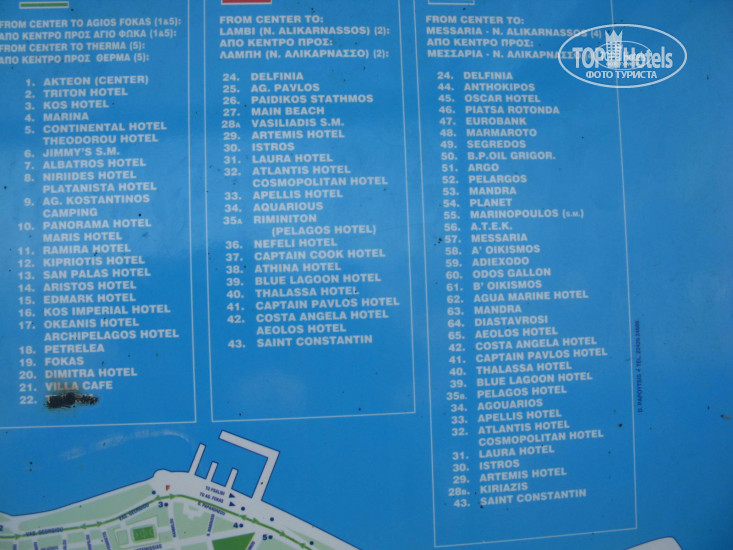 FROM CENTER TO AGIOS FOKAS (1&5):
ΑΠΟ ΚΕΝΤΡΟ ΠΡΟΣ ΑΓΙΟ ΦΩΚΑ (1&5):
FROM CENTER TO THERMA (5):
ΑΠΟ ΚΕΝΤΡΟ ΠΡΟΣ ΘΕΡΜΑ (5):
1. AKTEON (CENTER)
2. TRITON HOTEL
3. KOS HOTEL
4. MARINA
5. CONTINENTAL HOTEL
THEODOROU HOTEL
6. JIMMY'S S.M.
7. ALBATROS HOTEL
8. NIRIIDES HOTEL
PLATANISTA HOTEL
9. AG. KOSTANTINOS
CAMPING
10. PANORAMA HOTEL
MARIS HOTEL
11. RAMIRA HOTEL
12. KIPRIOTIS HOTEL
13. SAN PALAS HOTEL
14. ARISTOS HOTEL
15. EDMARK HOTEL
16. KOS IMPERIAL HOTEL
17. OKEANIS HOTEL
ARCHIPELAGOS HOTEL
18. PETRELEA
19. FOKAS
20. DIMITRA HOTEL
21. VILLA CAFE
22.
FROM CENTER TO:
LAMBI (N. ALIKARNASSOS) (2):
ΑΠΟ ΚΕΝΤΡΟ ΠΡΟΣ:
ΛΑΜΠΗ (Ν. ΑΛΙΚΑΡΝΑΣΣΟ) (2):
24. DELFINIA
25. AG. PAVLOS
26. PAIDIKOS STATHMOS
27. MAIN BEACH
28A VASILIADIS S.M.
29. ARTEMIS HOTEL
30. ISTROS
31. LAURA HOTEL
32. ATLANTIS HOTEL
COSMOPOLITAN HOTEL
33. APELLIS HOTEL
34. AQUARIOUS
35A RIMINITON
(PELAGOS HOTEL)
36. NEFELI HOTEL
37. CAPTAIN COOK HOTEL
38. ATHINA HOTEL
39. BLUE LAGOON HOTEL
40. THALASSA HOTEL
41. CAPTAIN PAVLOS HOTEL
42. COSTA ANGELA HOTEL
AEOLOS HOTEL
43. SAINT CONSTANTIN
FROM CENTER TO:
MESSARIA - N. ALIKARNASSOS (4)
ΑΠΟ ΚΕΝΤΡΟ ΠΡΟΣ:
ΜΕΣΣΑΡΙΑ - Ν. ΑΛΙΚΑΡΝΑΣΣ
24. DELFINIA
44. ANTHOKIPOS
45. OSCAR HOTEL
46. PIATSA ROTONDA
47. EUROBANK
48. MARMAROTO
49. SEGREDOS
50. B.P.OIL GRIGOR.
51. ARGO
52. PELARGOS
53. MANDRA
54. PLANET
55. MARINOPOULOS (S.M.)
56. A.T.E.K.
57. MESSARIA
58. A' OIKISMOS
59. ADIEXODO
60. ODOS GALLON
61. B' OIKISMOS
62. AGUA MARINE HOTEL
63. MANDRA
64. DIASTAVROSI
65. AEOLOS HOTEL
42. COSTA ANGELA HOTEL
41. CAPTAIN PAVLOS HOTEL
40. THALASSA HOTEL
39. BLUE LAGOON HOTEL
35B. PELAGOS HOTEL
34. AGOUARIOS
33. APELLIS HOTEL
32. ATLANTIS HOTEL
COSMOPOLITAN HOTEL
31. LAURA HOTEL
30. ISTROS
29. ARTEMIS HOTEL
28B. KIRIAZIS
43. SAINT CONSTANTIN
TOP Hotels
ФОТО ТУРИСТА
F
2
3
4
5